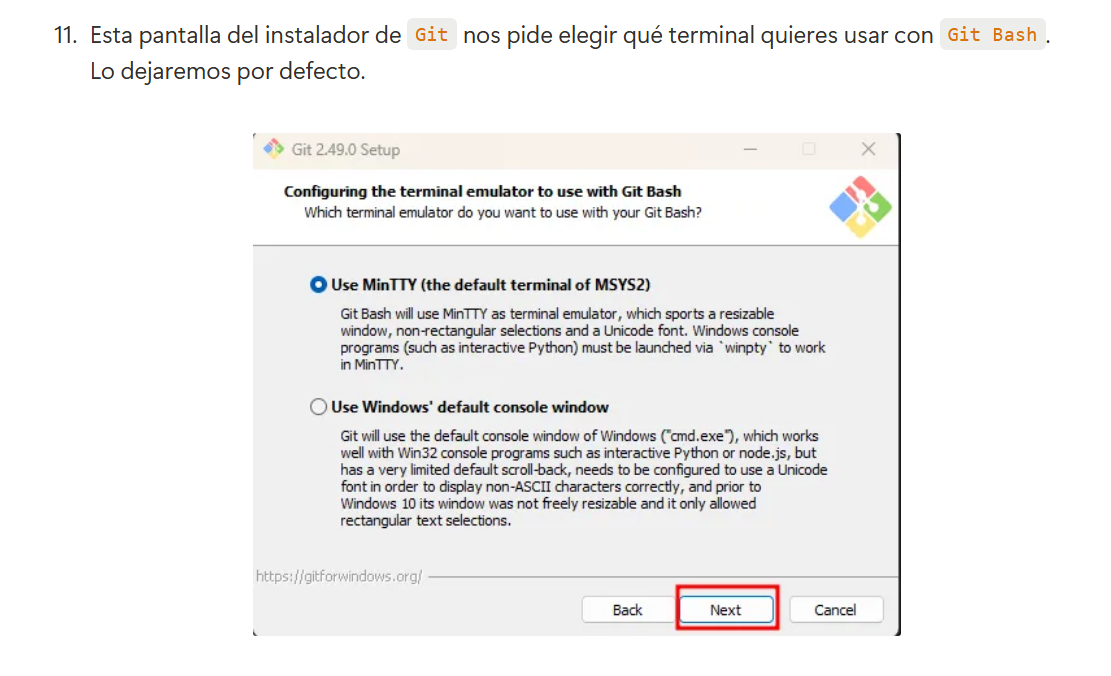 11. Esta pantalla del instalador de Git nos pide elegir qué terminal quieres usar con Git Bash.
Lo dejaremos por defecto.
Git 2.49.0 Setup
Configuring the terminal emulator to use with Git Bash
Which terminal emulator do you want to use with your Git Bash?
Use MinTTY (the default terminal of MSYS2)
Git Bash will use MinTTY as terminal emulator, which sports a resizable
window, non-rectangular selections and a Unicode font. Windows console
programs (such as interactive Python) must be launched via `winpty` to work
in MinTTY.
Use Windows' default console window
Git will use the default console window of Windows ("cmd.exe"), which works
well with Win32 console programs such as interactive Python or node.js, but
has a very limited default scroll-back, needs to be configured to use a Unicode
font in order to display non-ASCII characters correctly, and prior to
Windows 10 its window was not freely resizable and it only allowed
rectangular text selections.
https://gitforwindows.org/
Back Next Cancel